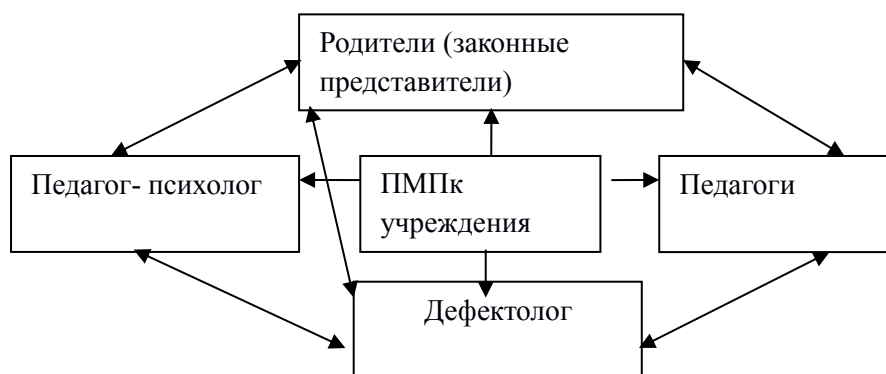 Родители (законные
представители)
Педагог- психолог
ПМПк
учреждения
Педагоги
Дефектолог